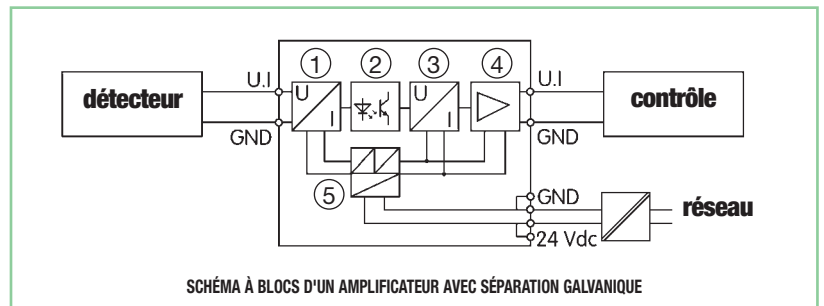 ① ② ③ ④
U.I U I U I U.I
détecteur
contrôle
GND GND
⑤
GND
réseau
24 Vdc
SCHÉMA À BLOCS D'UN AMPLIFICATEUR AVEC SÉPARATION GALVANIQUE